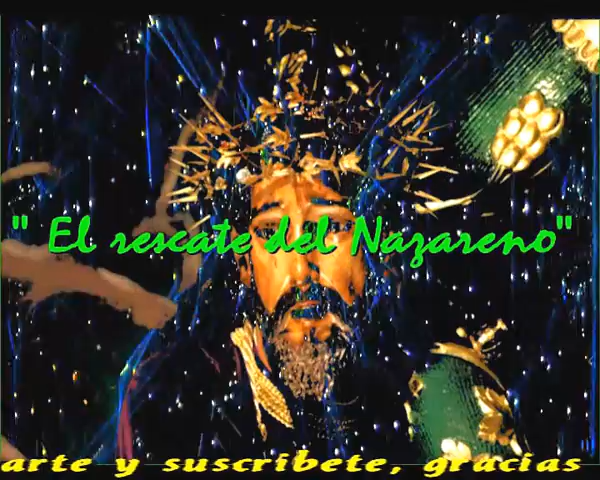 " El rescate del Nazareno"
arte y suscribete, gracias